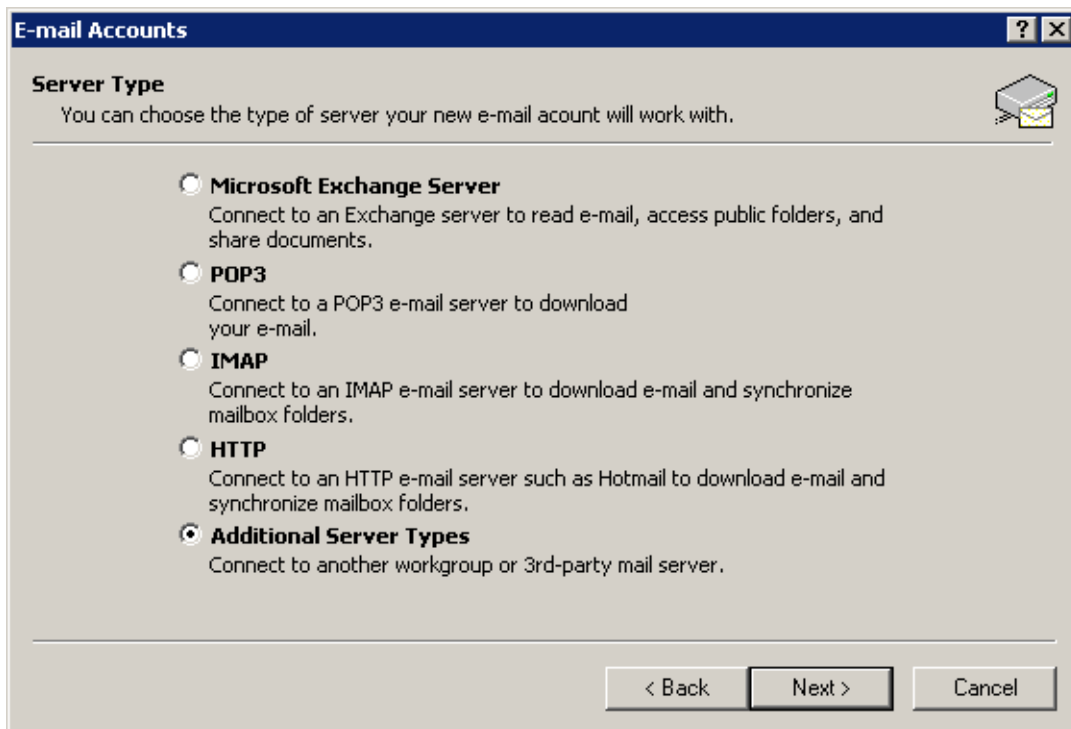 E-mail Accounts
Server Type
You can choose the type of server your new e-mail acount will work with.
Microsoft Exchange Server
Connect to an Exchange server to read e-mail, access public folders, and
share documents.
POP3
Connect to a POP3 e-mail server to download
your e-mail.
IMAP
Connect to an IMAP e-mail server to download e-mail and synchronize
mailbox folders.
HTTP
Connect to an HTTP e-mail server such as Hotmail to download e-mail and
synchronize mailbox folders.
Additional Server Types
Connect to another workgroup or 3rd-party mail server.
< Back Next > Cancel